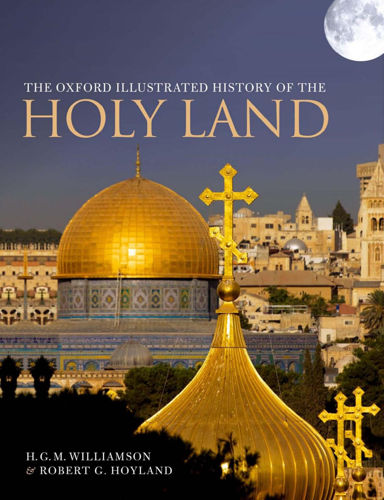 THE OXFORD ILLUSTRATED HISTORY OF THE
HOLY LAND
H.G.M. WILLIAMSON
& ROBERT G. HOYLAND